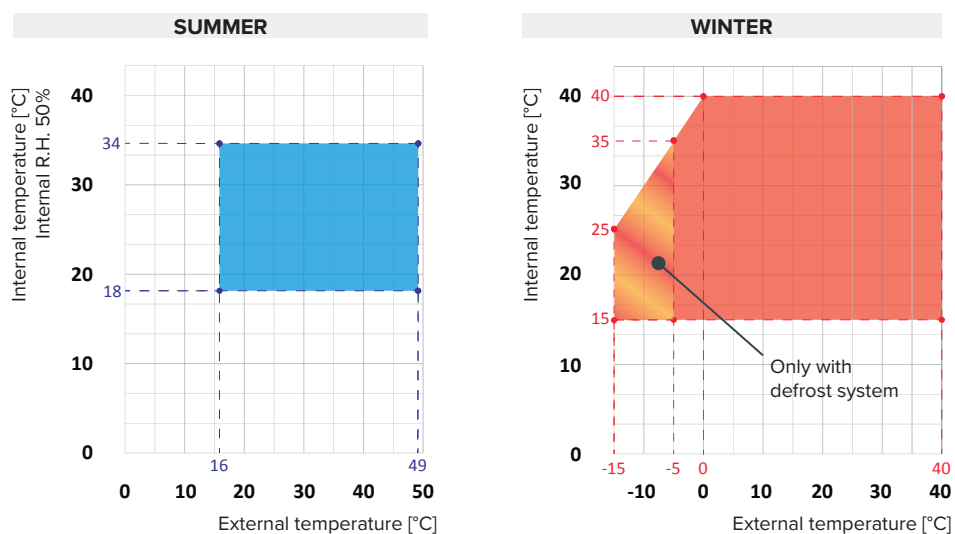 SUMMER
Internal temperature [°C]
Internal R.H. 50%
40
34
30
20
18
10
0
16
49
0 10 20 30 40 50
External temperature [°C]
WINTER
Internal temperature [°C]
40
40
35
30
25
20
15
10
0
Only with
defrost system
-15 -5 0 40
-10 0 10 20 30 40
External temperature [°C]